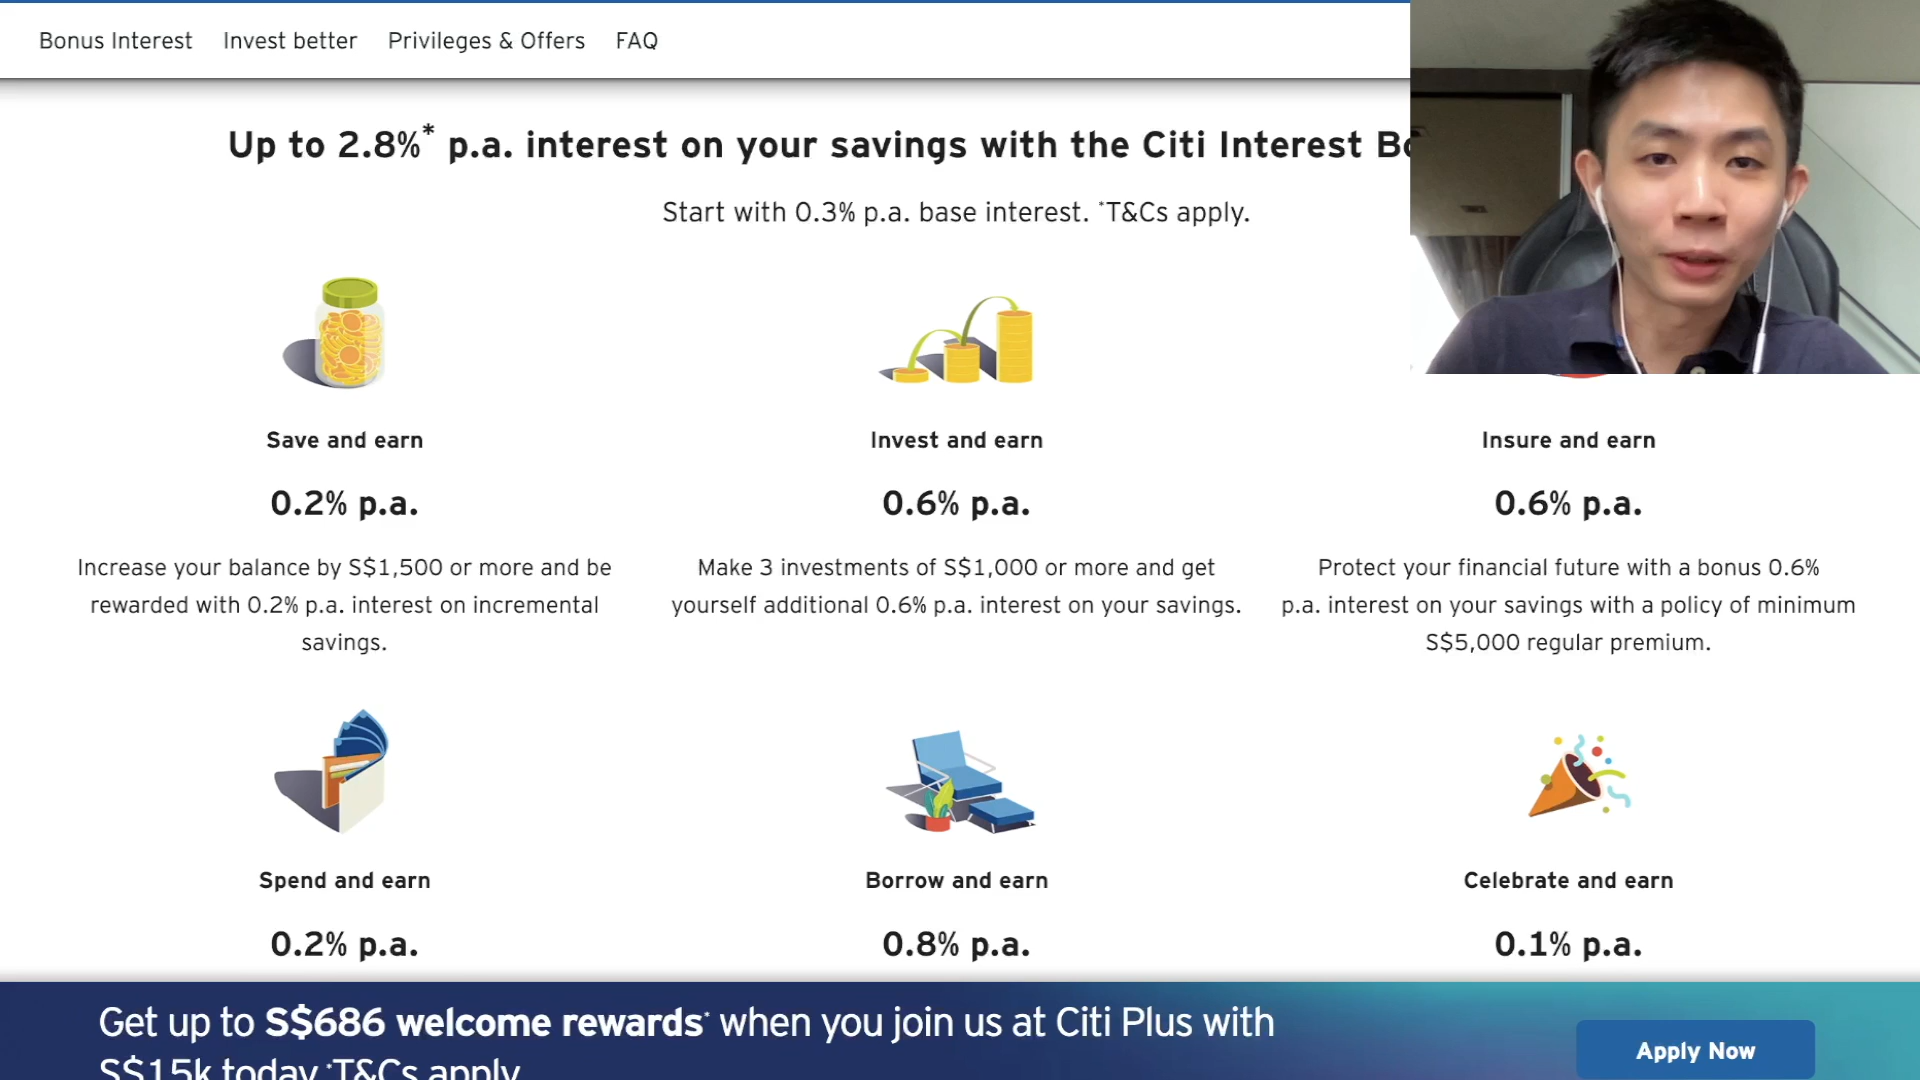 Bonus Interest Invest better Privileges & Offers FAQ
Up to 2.8%* p.a. interest on your savings with the Citi Interest
Start with 0.3% p.a. base interest. *T&Cs apply.
Save and earn
0.2% p.a.
Increase your balance by S$1,500 or more and be
rewarded with 0.2% p.a. interest on incremental
savings.
Invest and earn
0.6% p.a.
Make 3 investments of S$1,000 or more and get
yourself additional 0.6% p.a. interest on your savings.
Insure and earn
0.6% p.a.
Protect your financial future with a bonus 0.6%
p.a. interest on your savings with a policy of minimum
S$5,000 regular premium.
Spend and earn
0.2% p.a.
Borrow and earn
0.8% p.a.
Celebrate and earn
0.1% p.a.
Get up to S$686 welcome rewards* when you join us at Citi Plus with
S$15k today *T&Cs apply
Apply Now